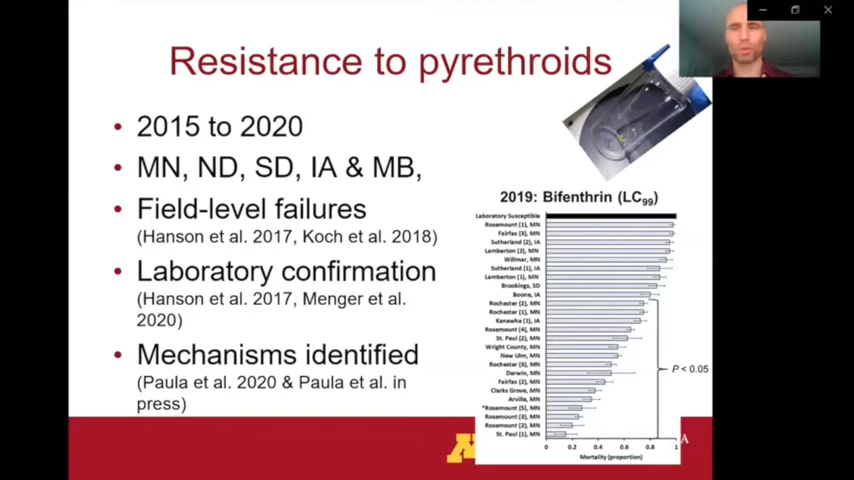 Resistance to pyrethroids
• 2015 to 2020
• MN, ND, SD, IA & MB,
• Field-level failures
(Hanson et al. 2017, Koch et al. 2018)
• Laboratory confirmation
(Hanson et al. 2017, Menger et al.
2020)
• Mechanisms identified
(Paula et al. 2020 & Paula et al. in
press)
2019: Bifenthrin (LC99)
Laboratory Susceptible
Rosemount (1), MN
Fairfax (3), MN
Sutherland (2), IA
Lamberton (2), MN
Willmar, MN
Sutherland (1), IA
Lamberton (1), MN
Brookings, SD
Boone, IA
Rochester (2), MN
Rochester (1), MN
Kanawha (1), IA
Rosemount (4), MN
St. Paul (2), MN
Wright County, MN
New Ulm, MN
Rochester (3), MN
Darwin, MN
Fairfax (2), MN
Clarks Grove, MN
Arvilla, MN
*Rosemount (5), MN
Rosemount (3), MN
Rosemount (2), MN
St. Paul (1), MN
P < 0.05
0 0.2 0.4 0.6 0.8 1
Mortality (proportion)
M
A